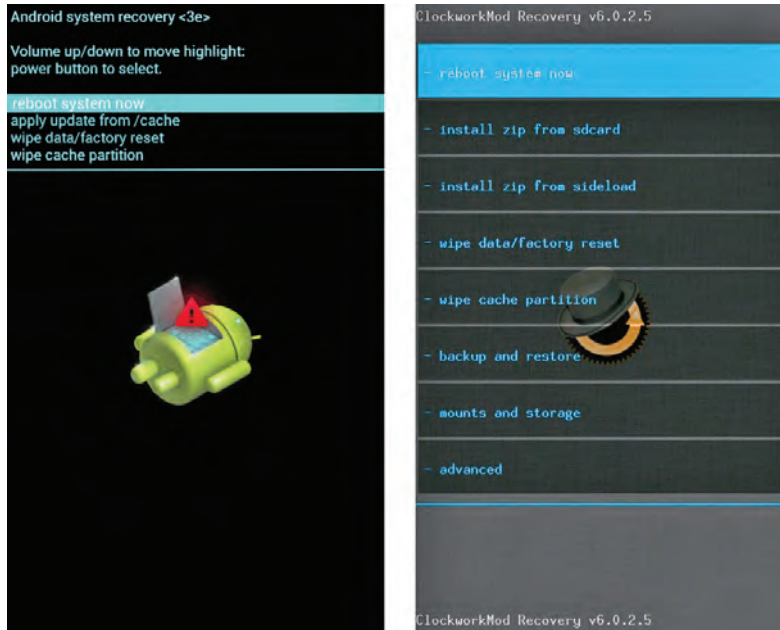 Android system recovery <3e>
Volume up/down to move highlight:
power button to select.
reboot system now
apply update from /cache
wipe data/factory reset
wipe cache partition
ClockworkMod Recovery v6.0.2.5
- reboot system now
- install zip from sdcard
- install zip from sideload
- wipe data/factory reset
- wipe cache partition
- backup and restore
- mounts and storage
- advanced
ClockworkMod Recovery v6.0.2.5